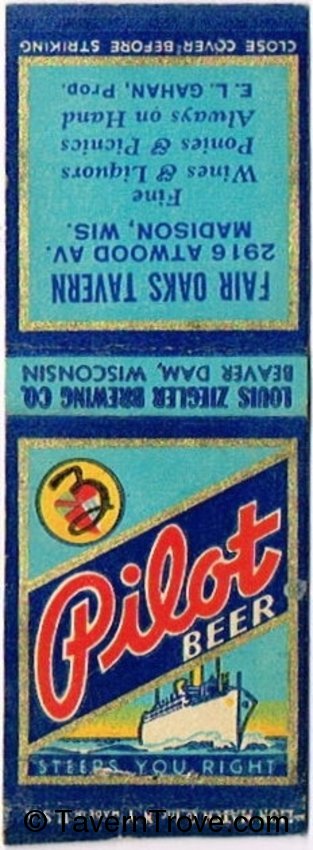 CLOSE COVER BEFORE STRIKING
FAIR OAKS TAVERN
2916 ATWOOD AV.
MADISON, WIS.
Fine
Wines & Liquors
Ponies & Picnics
Always on Hand
E. L. GAHAN, Prop.
LOUIS ZIEGLER BREWING CO.
BEAVER DAM, WISCONSIN
Pilot
BEER
STEERS YOU RIGHT
© TavernTrove.com